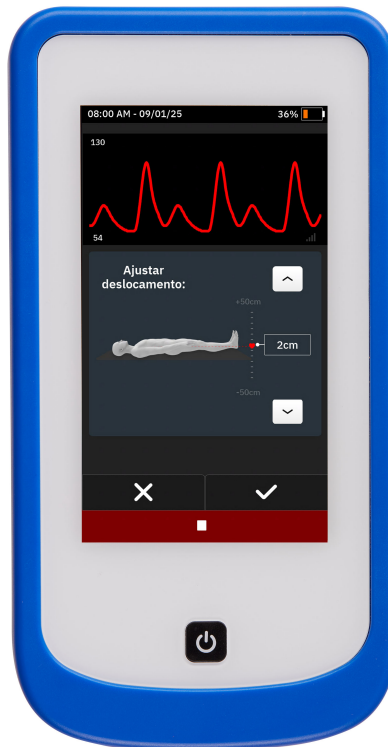 08:00 AM - 09/01/25 36%
130
54
Ajustar
deslocamento:
+50cm
2cm
-50cm